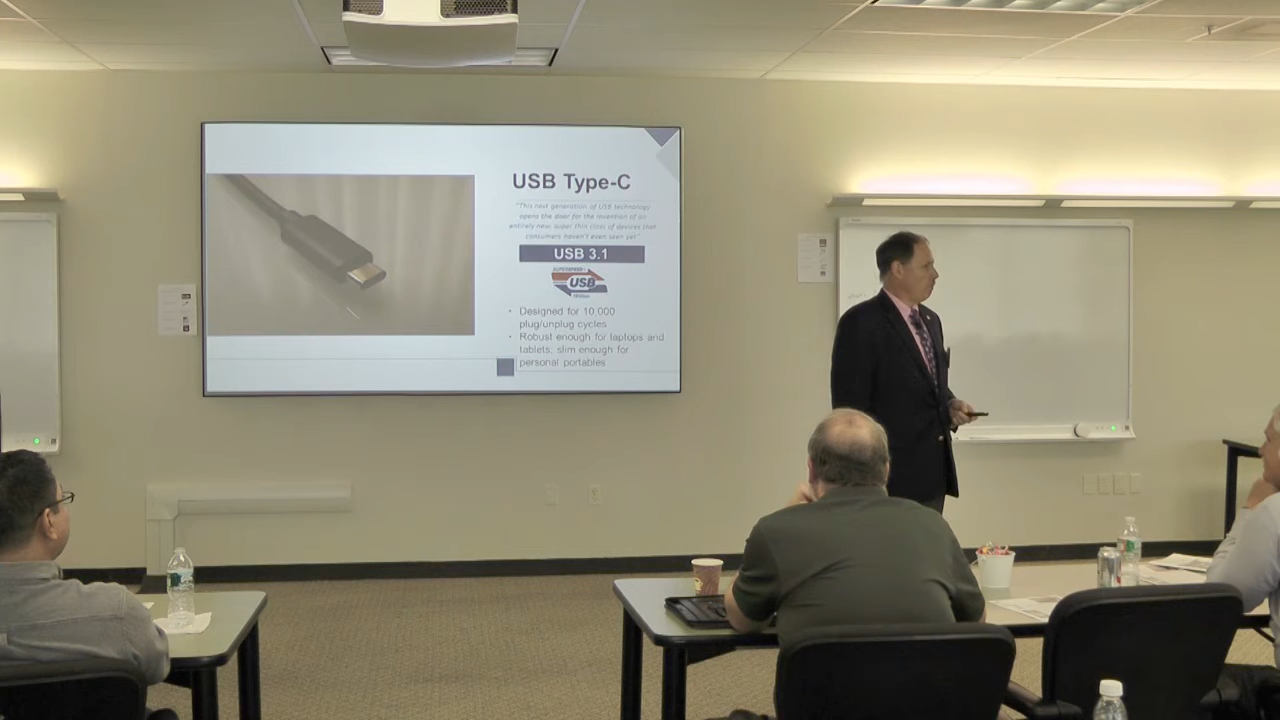 USB Type-C
"This next generation of USB technology
opens the door for the invention of an
entirely new, super thin class of devices that
consumers haven't even seen yet"
USB 3.1
SUPERSPEED+
USB
• Designed for 10,000
plug/unplug cycles
• Robust enough for laptops and
tablets; slim enough for
personal portables